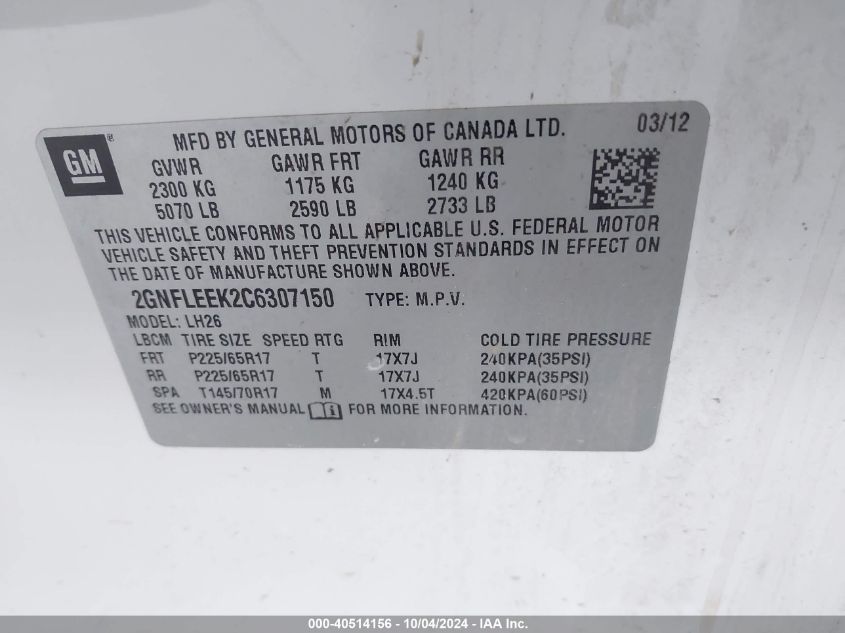 GM®
MFD BY GENERAL MOTORS OF CANADA LTD. 03/12
GVWR GAWR FRT GAWR RR
2300 KG 1175 KG 1240 KG
5070 LB 2590 LB 2733 LB
THIS VEHICLE CONFORMS TO ALL APPLICABLE U.S. FEDERAL MOTOR
VEHICLE SAFETY AND THEFT PREVENTION STANDARDS IN EFFECT ON
THE DATE OF MANUFACTURE SHOWN ABOVE.
2GNFLEEK2C6307150 TYPE: M.P.V.
MODEL: LH26
LBCM TIRE SIZE SPEED RTG RIM COLD TIRE PRESSURE
FRT P225/65R17 T 17X7J 240KPA(35PSI)
RR P225/65R17 T 17X7J 240KPA(35PSI)
SPA T145/70R17 M 17X4.5T 420KPA(60PSI)
SEE OWNER'S MANUAL FOR MORE INFORMATION.
000-40514156 - 10/04/2024 - IAA Inc.